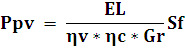 Ppv = EL / (ηv * ηc * Gr) Sf